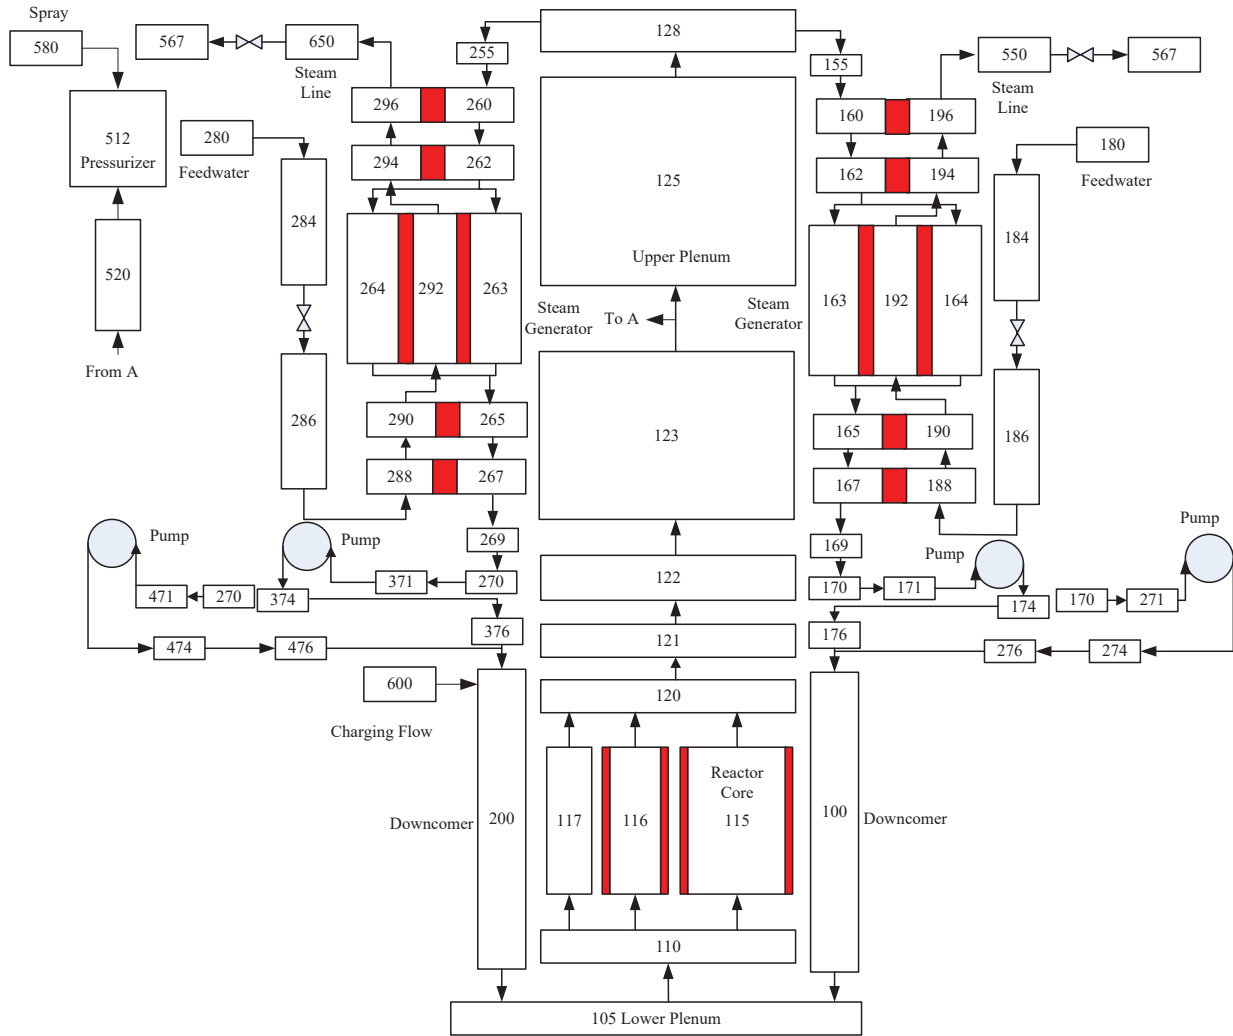 Spray
580
567
650
Steam
Line
255
128
155
550
567
Steam
Line
296
260
160
196
512
Pressurizer
280
Feedwater
294
262
125
162
194
180
Feedwater
284
184
520
264
292
263
Upper Plenum
163
192
164
Steam
Generator
To A
Steam
Generator
From A
286
290
265
123
165
190
186
288
267
167
188
Pump
Pump
269
169
Pump
Pump
371
270
122
170
171
471
270
374
174
170
271
376
176
474
476
121
276
274
600
120
Charging Flow
Reactor
Core
Downcomer
200
117
116
115
100
Downcomer
110
105 Lower Plenum